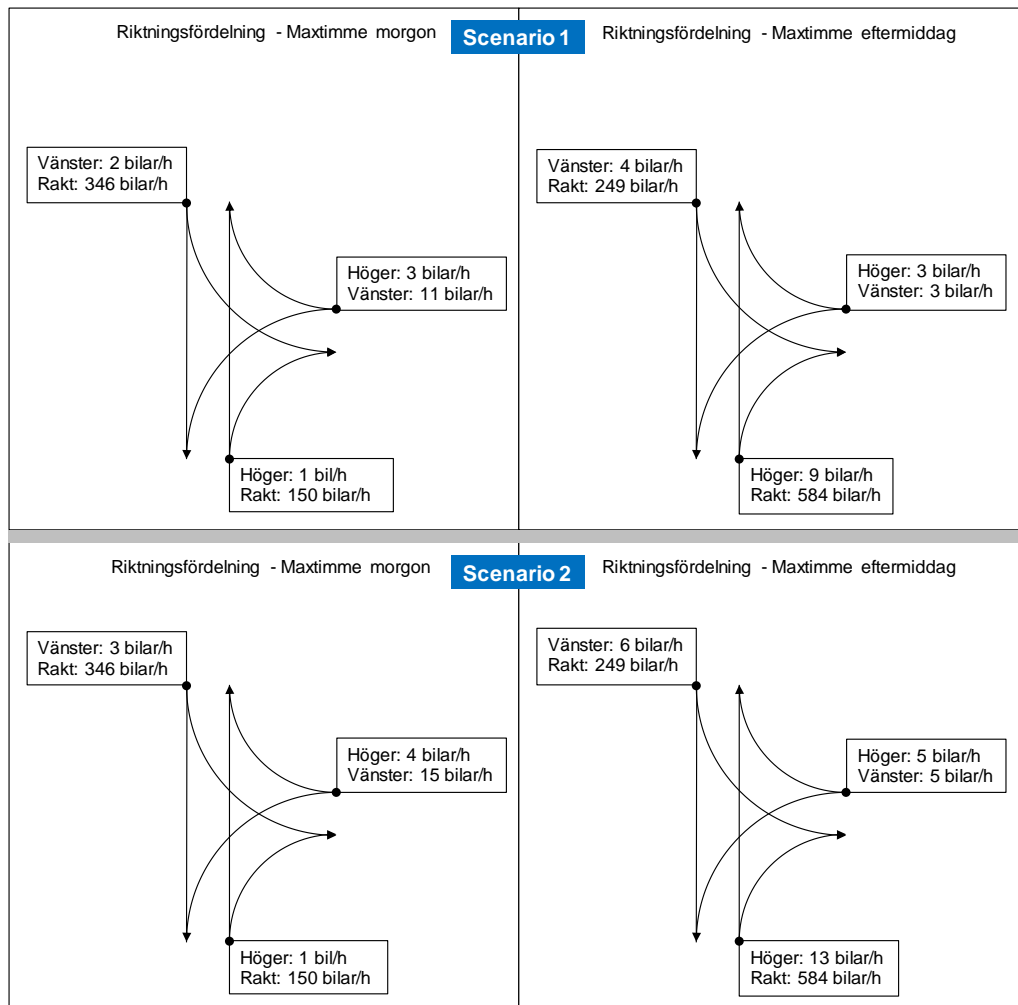 Riktningsfördelning - Maxtimme morgon
Scenario 1
Riktningsfördelning - Maxtimme eftermiddag
Vänster: 2 bilar/h
Rakt: 346 bilar/h
Höger: 3 bilar/h
Vänster: 11 bilar/h
Höger: 1 bil/h
Rakt: 150 bilar/h
Vänster: 4 bilar/h
Rakt: 249 bilar/h
Höger: 3 bilar/h
Vänster: 3 bilar/h
Höger: 9 bilar/h
Rakt: 584 bilar/h
Riktningsfördelning - Maxtimme morgon
Scenario 2
Riktningsfördelning - Maxtimme eftermiddag
Vänster: 3 bilar/h
Rakt: 346 bilar/h
Höger: 4 bilar/h
Vänster: 15 bilar/h
Höger: 1 bil/h
Rakt: 150 bilar/h
Vänster: 6 bilar/h
Rakt: 249 bilar/h
Höger: 5 bilar/h
Vänster: 5 bilar/h
Höger: 13 bilar/h
Rakt: 584 bilar/h